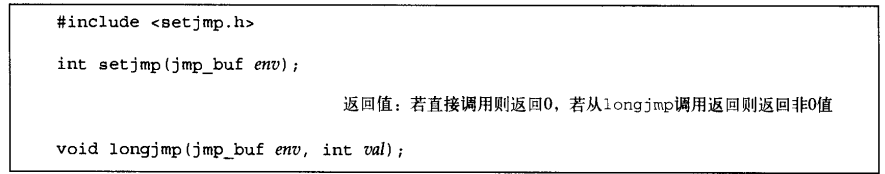 #include <setjmp.h>
int setjmp(jmp_buf env);
返回值：若直接调用则返回0，若从longjmp调用返回则返回非0值
void longjmp(jmp_buf env, int val);